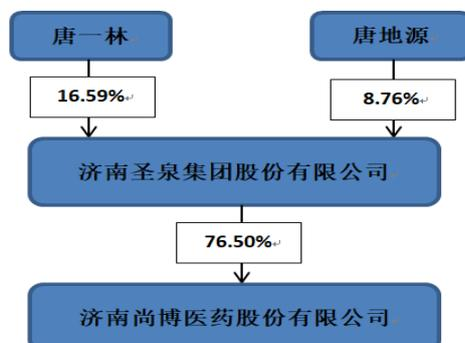 唐一林
唐地源
16.59%
8.76%
济南圣泉集团股份有限公司
76.50%
济南尚博医药股份有限公司